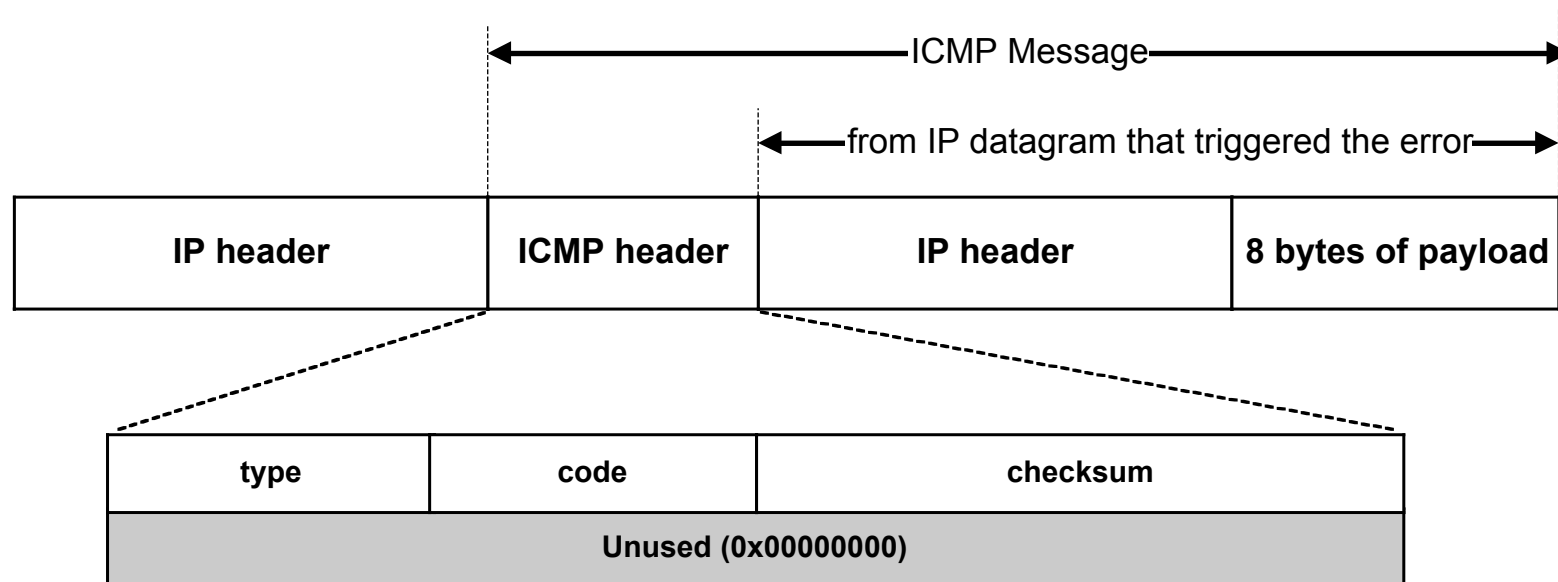 ICMP Message
from IP datagram that triggered the error
IP header
ICMP header
IP header
8 bytes of payload
type
code
checksum
Unused (0x00000000)